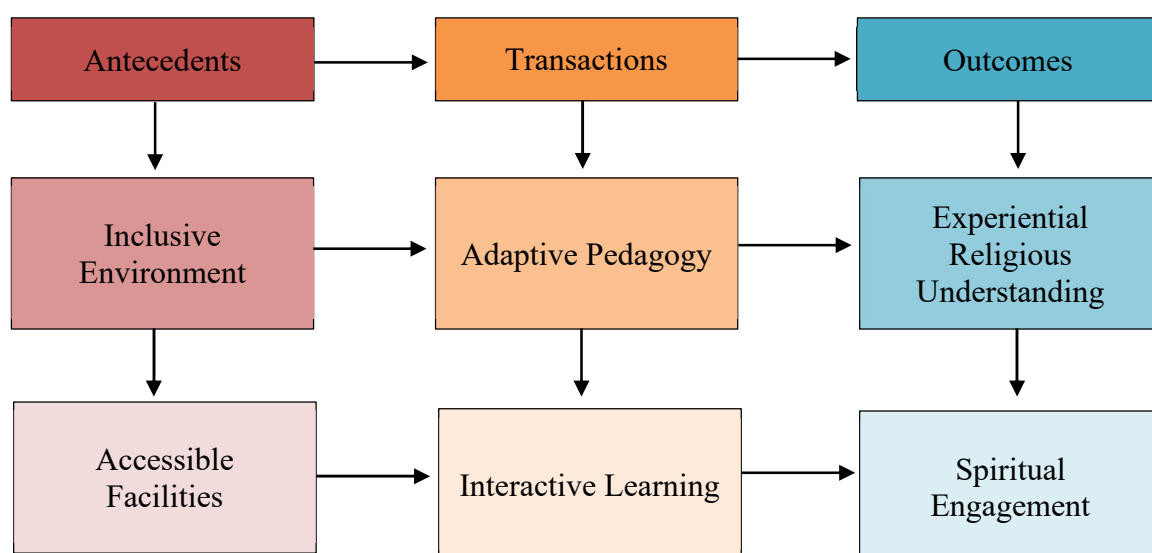 Antecedents
Transactions
Outcomes
Inclusive
Environment
Adaptive Pedagogy
Experiential
Religious
Understanding
Accessible
Facilities
Interactive Learning
Spiritual
Engagement